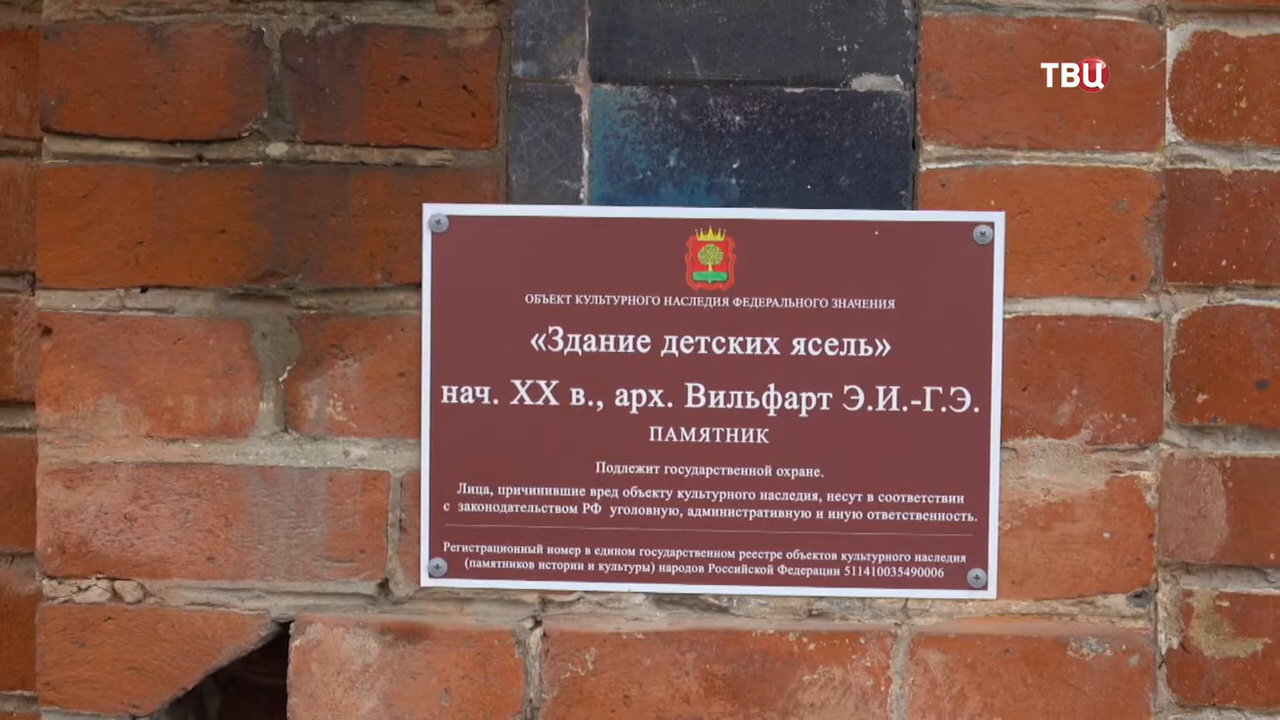 ТВЦ
ОБЪЕКТ КУЛЬТУРНОГО НАСЛЕДИЯ ФЕДЕРАЛЬНОГО ЗНАЧЕНИЯ
«Здание детских ясель»
нач. XX в., арх. Вильфарт Э.И.-Г.Э.
ПАМЯТНИК
Подлежит государственной охране.
Лица, причинившие вред объекту культурного наследия, несут в соответствии
с законодательством РФ уголовную, административную и иную ответственность.
Регистрационный номер в едином государственном реестре объектов культурного наследия
(памятников истории и культуры) народов Российской Федерации 511410035490006